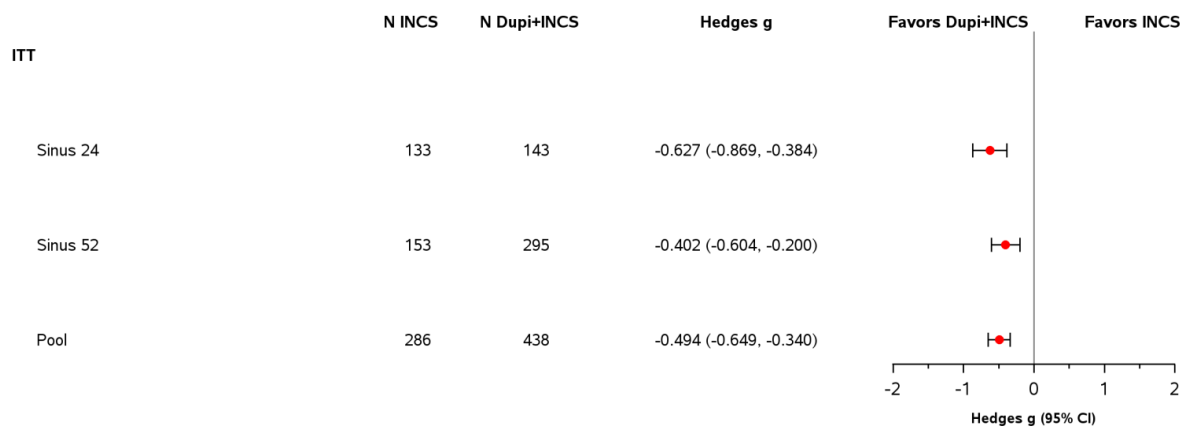 N INCS N Dupi+INCS Hedges g Favors Dupi+INCS Favors INCS
ITT
Sinus 24 133 143 -0.627 (-0.869, -0.384)
Sinus 52 153 295 -0.402 (-0.604, -0.200)
Pool 286 438 -0.494 (-0.649, -0.340)
-2 -1 0 1 2
Hedges g (95% CI)